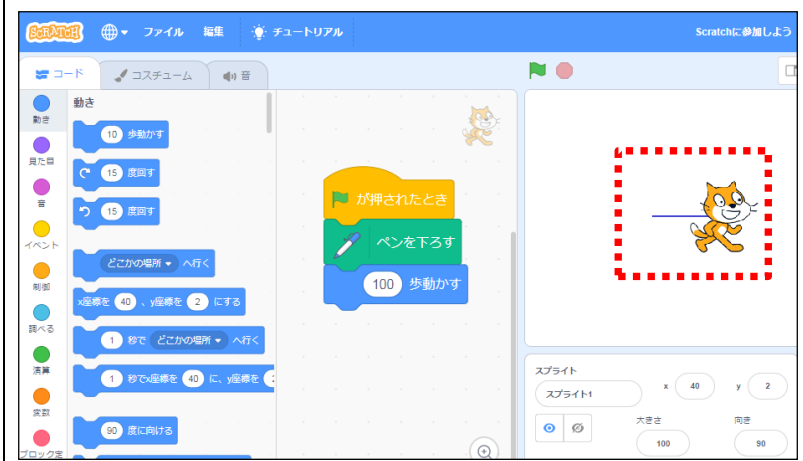 SCRATCH ファイル 編集 チュートリアル Scratchに参加しよう
コード コスチューム 音
動き
動き
見た目
音
イベント
制御
調べる
演算
変数
ブロック定
10 歩動かす
15 度回す
15 度回す
どこかの場所 へ行く
x座標を 40 、y座標を 2 にする
1 秒で どこかの場所 へ行く
1 秒でx座標を 40 に、y座標を 2
90 度に向ける
が押されたとき
ペンを下ろす
100 歩動かす
スプライト
スプライト1 x 40 y 2
大きさ 向き
100 90